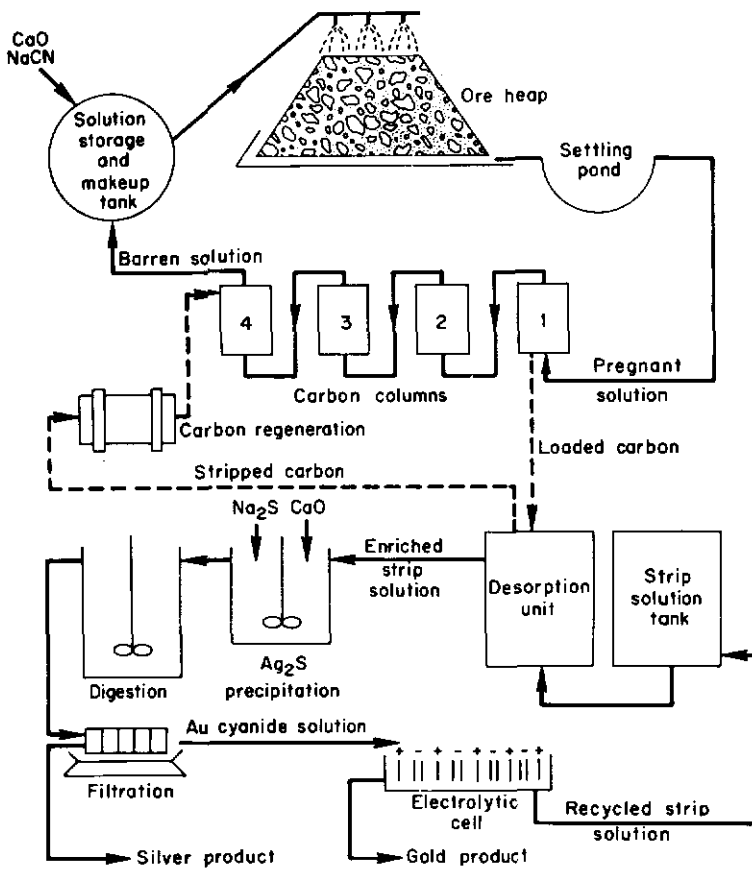 CaO
NaCN
Solution
storage
and
makeup
tank
Ore heap
Settling
pond
Barren solution
4
3
2
1
Carbon columns
Pregnant
solution
Carbon regeneration
Loaded carbon
Stripped carbon
Na2S CaO
Enriched
strip
solution
Desorption
unit
Strip
solution
tank
Digestion
Ag2S
precipitation
Au cyanide solution
+ - + - + - + - +
Filtration
Electrolytic
cell
Recycled strip
solution
Silver product
Gold product